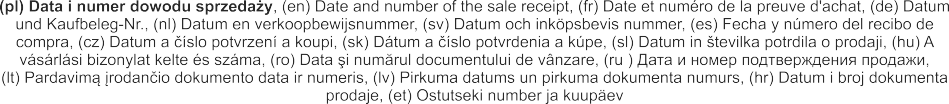 (pl) Data i numer dowodu sprzedaży, (en) Date and number of the sale receipt, (fr) Date et numéro de la preuve d'achat, (de) Datum
und Kaufbeleg-Nr., (nl) Datum en verkoopbewijsnummer, (sv) Datum och inköpsbevis nummer, (es) Fecha y número del recibo de
compra, (cz) Datum a číslo potvrzení a koupi, (sk) Dátum a číslo potvrdenia a kúpe, (sl) Datum in številka potrdila o prodaji, (hu) A
vásárlási bizonylat kelte és száma, (ro) Data şi numărul documentului de vânzare, (ru ) Дата и номер подтверждения продажи,
(lt) Pardavimą įrodančio dokumento data ir numeris, (lv) Pirkuma datums un pirkuma dokumenta numurs, (hr) Datum i broj dokumenta
prodaje, (et) Ostutseki number ja kuupäev